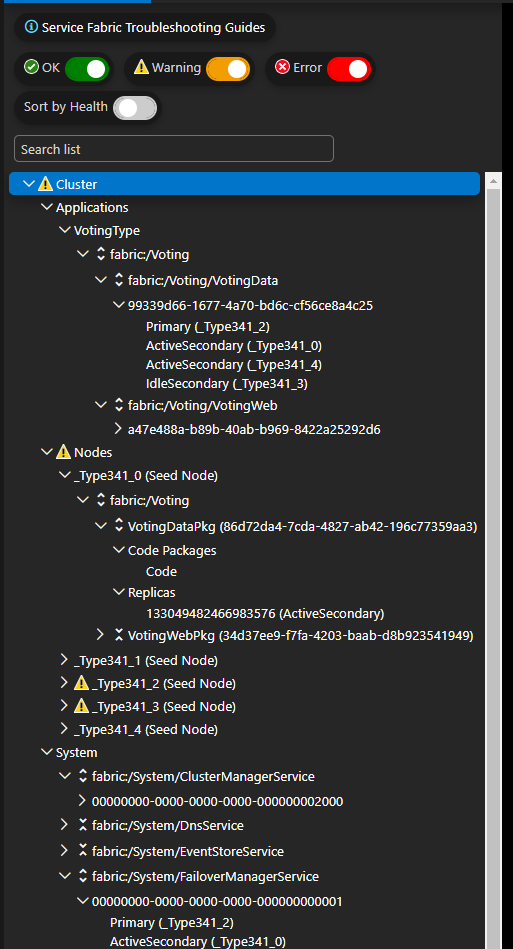 Service Fabric Troubleshooting Guides
OK Warning Error
Sort by Health
Search list
Cluster
Applications
VotingType
fabric:/Voting
fabric:/Voting/VotingData
99339d66-1677-4a70-bd6c-cf56ce8a4c25
Primary (_Type341_2)
ActiveSecondary (_Type341_0)
ActiveSecondary (_Type341_4)
IdleSecondary (_Type341_3)
fabric:/Voting/VotingWeb
a47e488a-b89b-40ab-b969-8422a25292d6
Nodes
_Type341_0 (Seed Node)
fabric:/Voting
VotingDataPkg (86d72da4-7cda-4827-ab42-196c77359aa3)
Code Packages
Code
Replicas
133049482466983576 (ActiveSecondary)
VotingWebPkg (34d37ee9-f7fa-4203-baab-d8b923541949)
_Type341_1 (Seed Node)
_Type341_2 (Seed Node)
_Type341_3 (Seed Node)
_Type341_4 (Seed Node)
System
fabric:/System/ClusterManagerService
00000000-0000-0000-0000-000000002000
fabric:/System/DnsService
fabric:/System/EventStoreService
fabric:/System/FailoverManagerService
00000000-0000-0000-0000-000000000001
Primary (_Type341_2)
ActiveSecondary (_Type341_0)